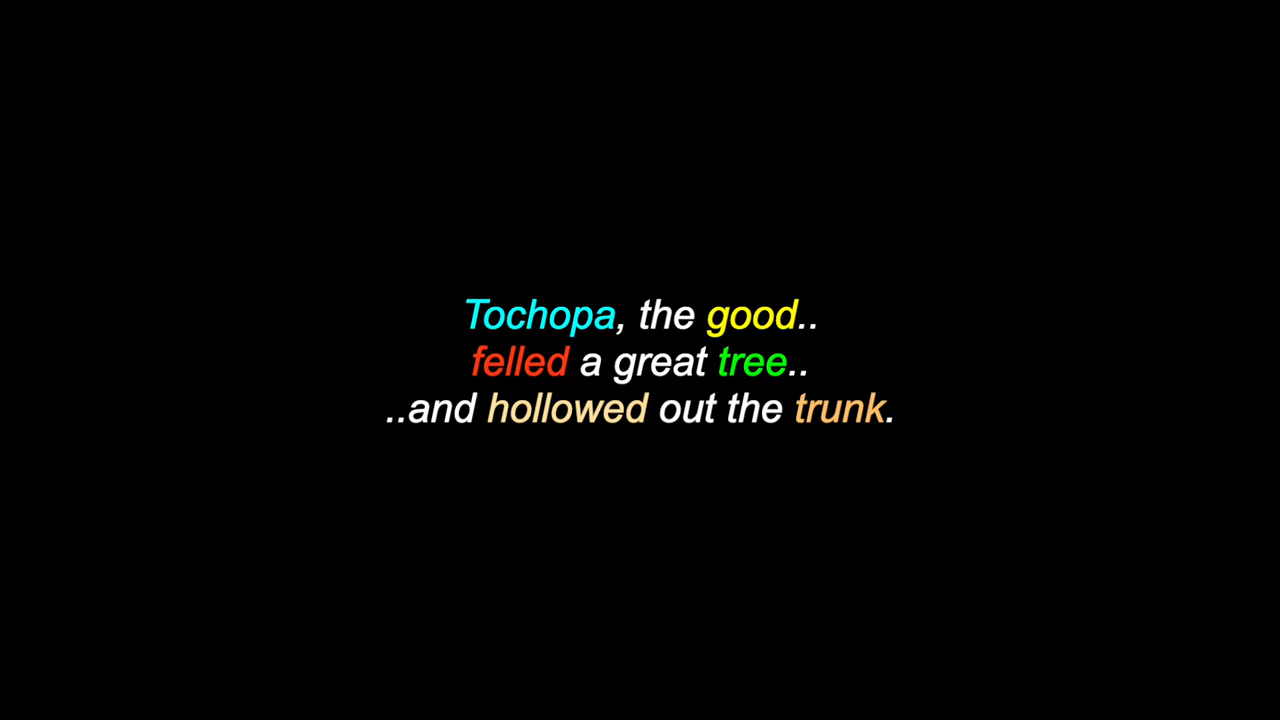 Tochopa, the good..
felled a great tree..
..and hollowed out the trunk.